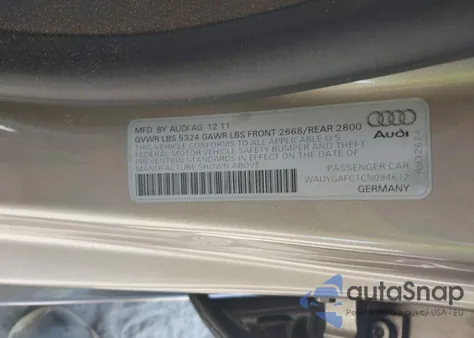 MFD BY AUDI AG 12 11
GVWR LBS 5324 GAWR LBS FRONT 2668/REAR 2800
THIS VEHICLE CONFORMS TO ALL APPLICABLE U.S.
FEDERAL MOTOR VEHICLE SAFETY BUMPER AND THEFT
PREVENTION STANDARDS IN EFFECT ON THE DATE OF
MANUFACTURE SHOWN ABOVE.
Audi
PASSENGER CAR
WAUYGAFC1CN094612
GERMANY
autoSnap